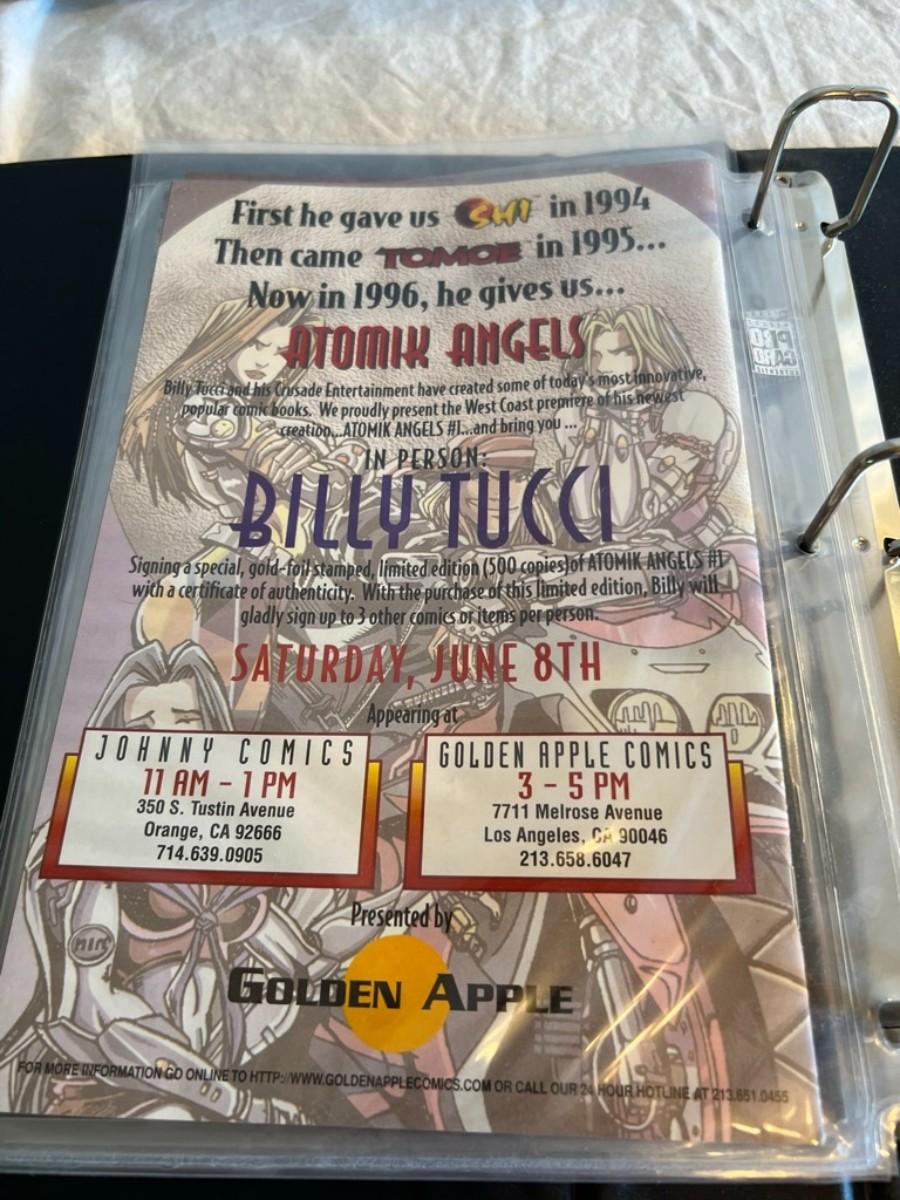 First he gave us SHI in 1994
Then came TOMOE in 1995...
Now in 1996, he gives us...
ATOMIK ANGELS
Billy Tucci and his Crusade Entertainment have created some of today's most innovative,
popular comic books. We proudly present the West Coast premiere of his newest
creation...ATOMIK ANGELS #1...and bring you ...
IN PERSON:
BILLY TUCCI
Signing a special, gold-foil stamped, limited edition (500 copies)of ATOMIK ANGELS #1
with a certificate of authenticity. With the purchase of this limited edition, Billy will
gladly sign up to 3 other comics or items per person.
SATURDAY, JUNE 8TH
Appearing at
JOHNNY COMICS
11 AM - 1 PM
350 S. Tustin Avenue
Orange, CA 92666
714.639.0905
GOLDEN APPLE COMICS
3 - 5 PM
7711 Melrose Avenue
Los Angeles, CA 90046
213.658.6047
Presented by
GOLDEN APPLE
FOR MORE INFORMATION GO ONLINE TO HTTP://WWW.GOLDENAPPLECOMICS.COM OR CALL OUR 24 HOUR HOTLINE AT 213.651.0455
PRO
CARD